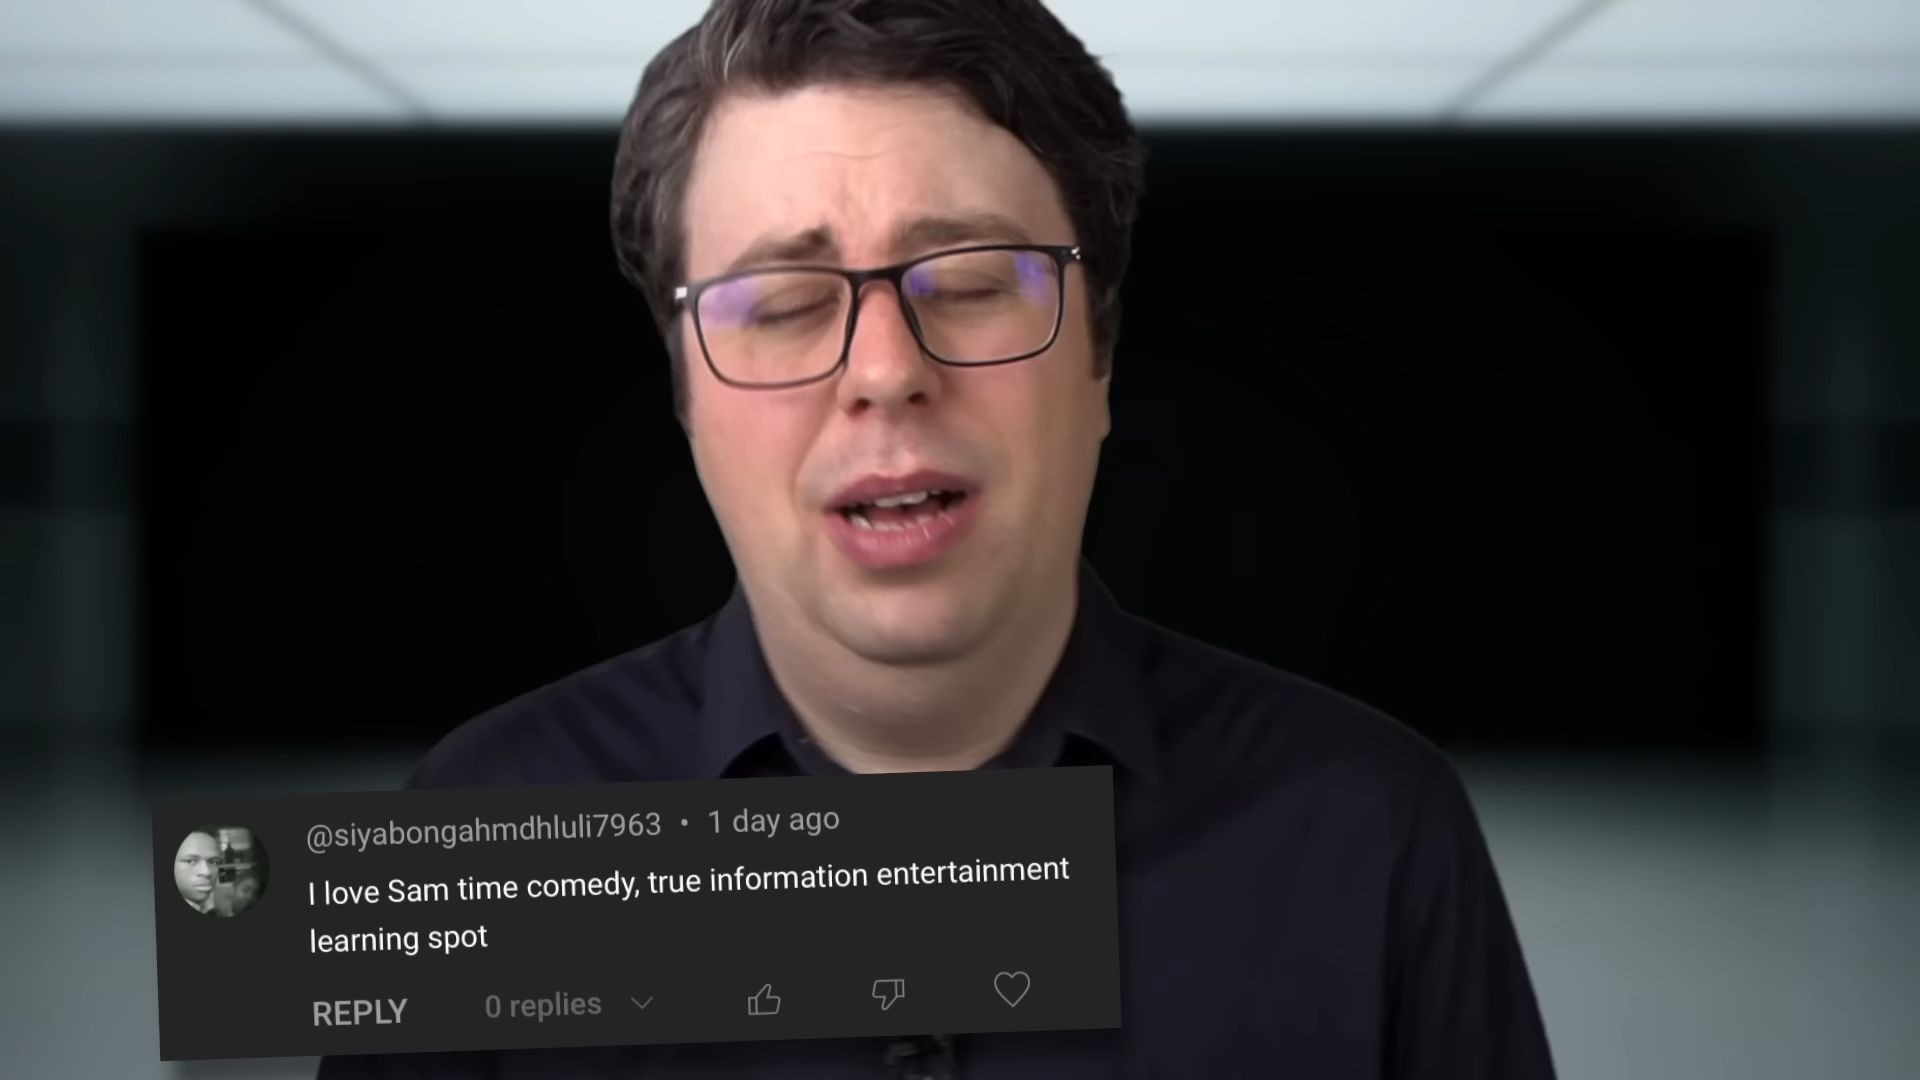 @siyabongahmdhluli7963 • 1 day ago
I love Sam time comedy, true information entertainment
learning spot
REPLY 0 replies